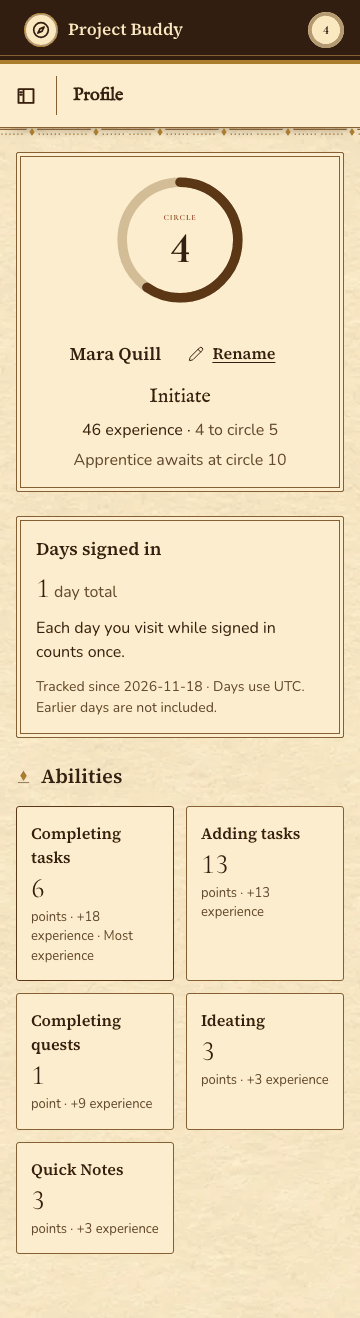 Project Buddy
4
Profile
CIRCLE
4
Mara Quill
Rename
Initiate
46 experience · 4 to circle 5
Apprentice awaits at circle 10
Days signed in
1 day total
Each day you visit while signed in
counts once.
Tracked since 2026-11-18 · Days use UTC.
Earlier days are not included.
Abilities
Completing
tasks
6
points · +18
experience · Most
experience
Adding tasks
13
points · +13
experience
Completing
quests
1
point · +9 experience
Ideating
3
points · +3 experience
Quick Notes
3
points · +3 experience